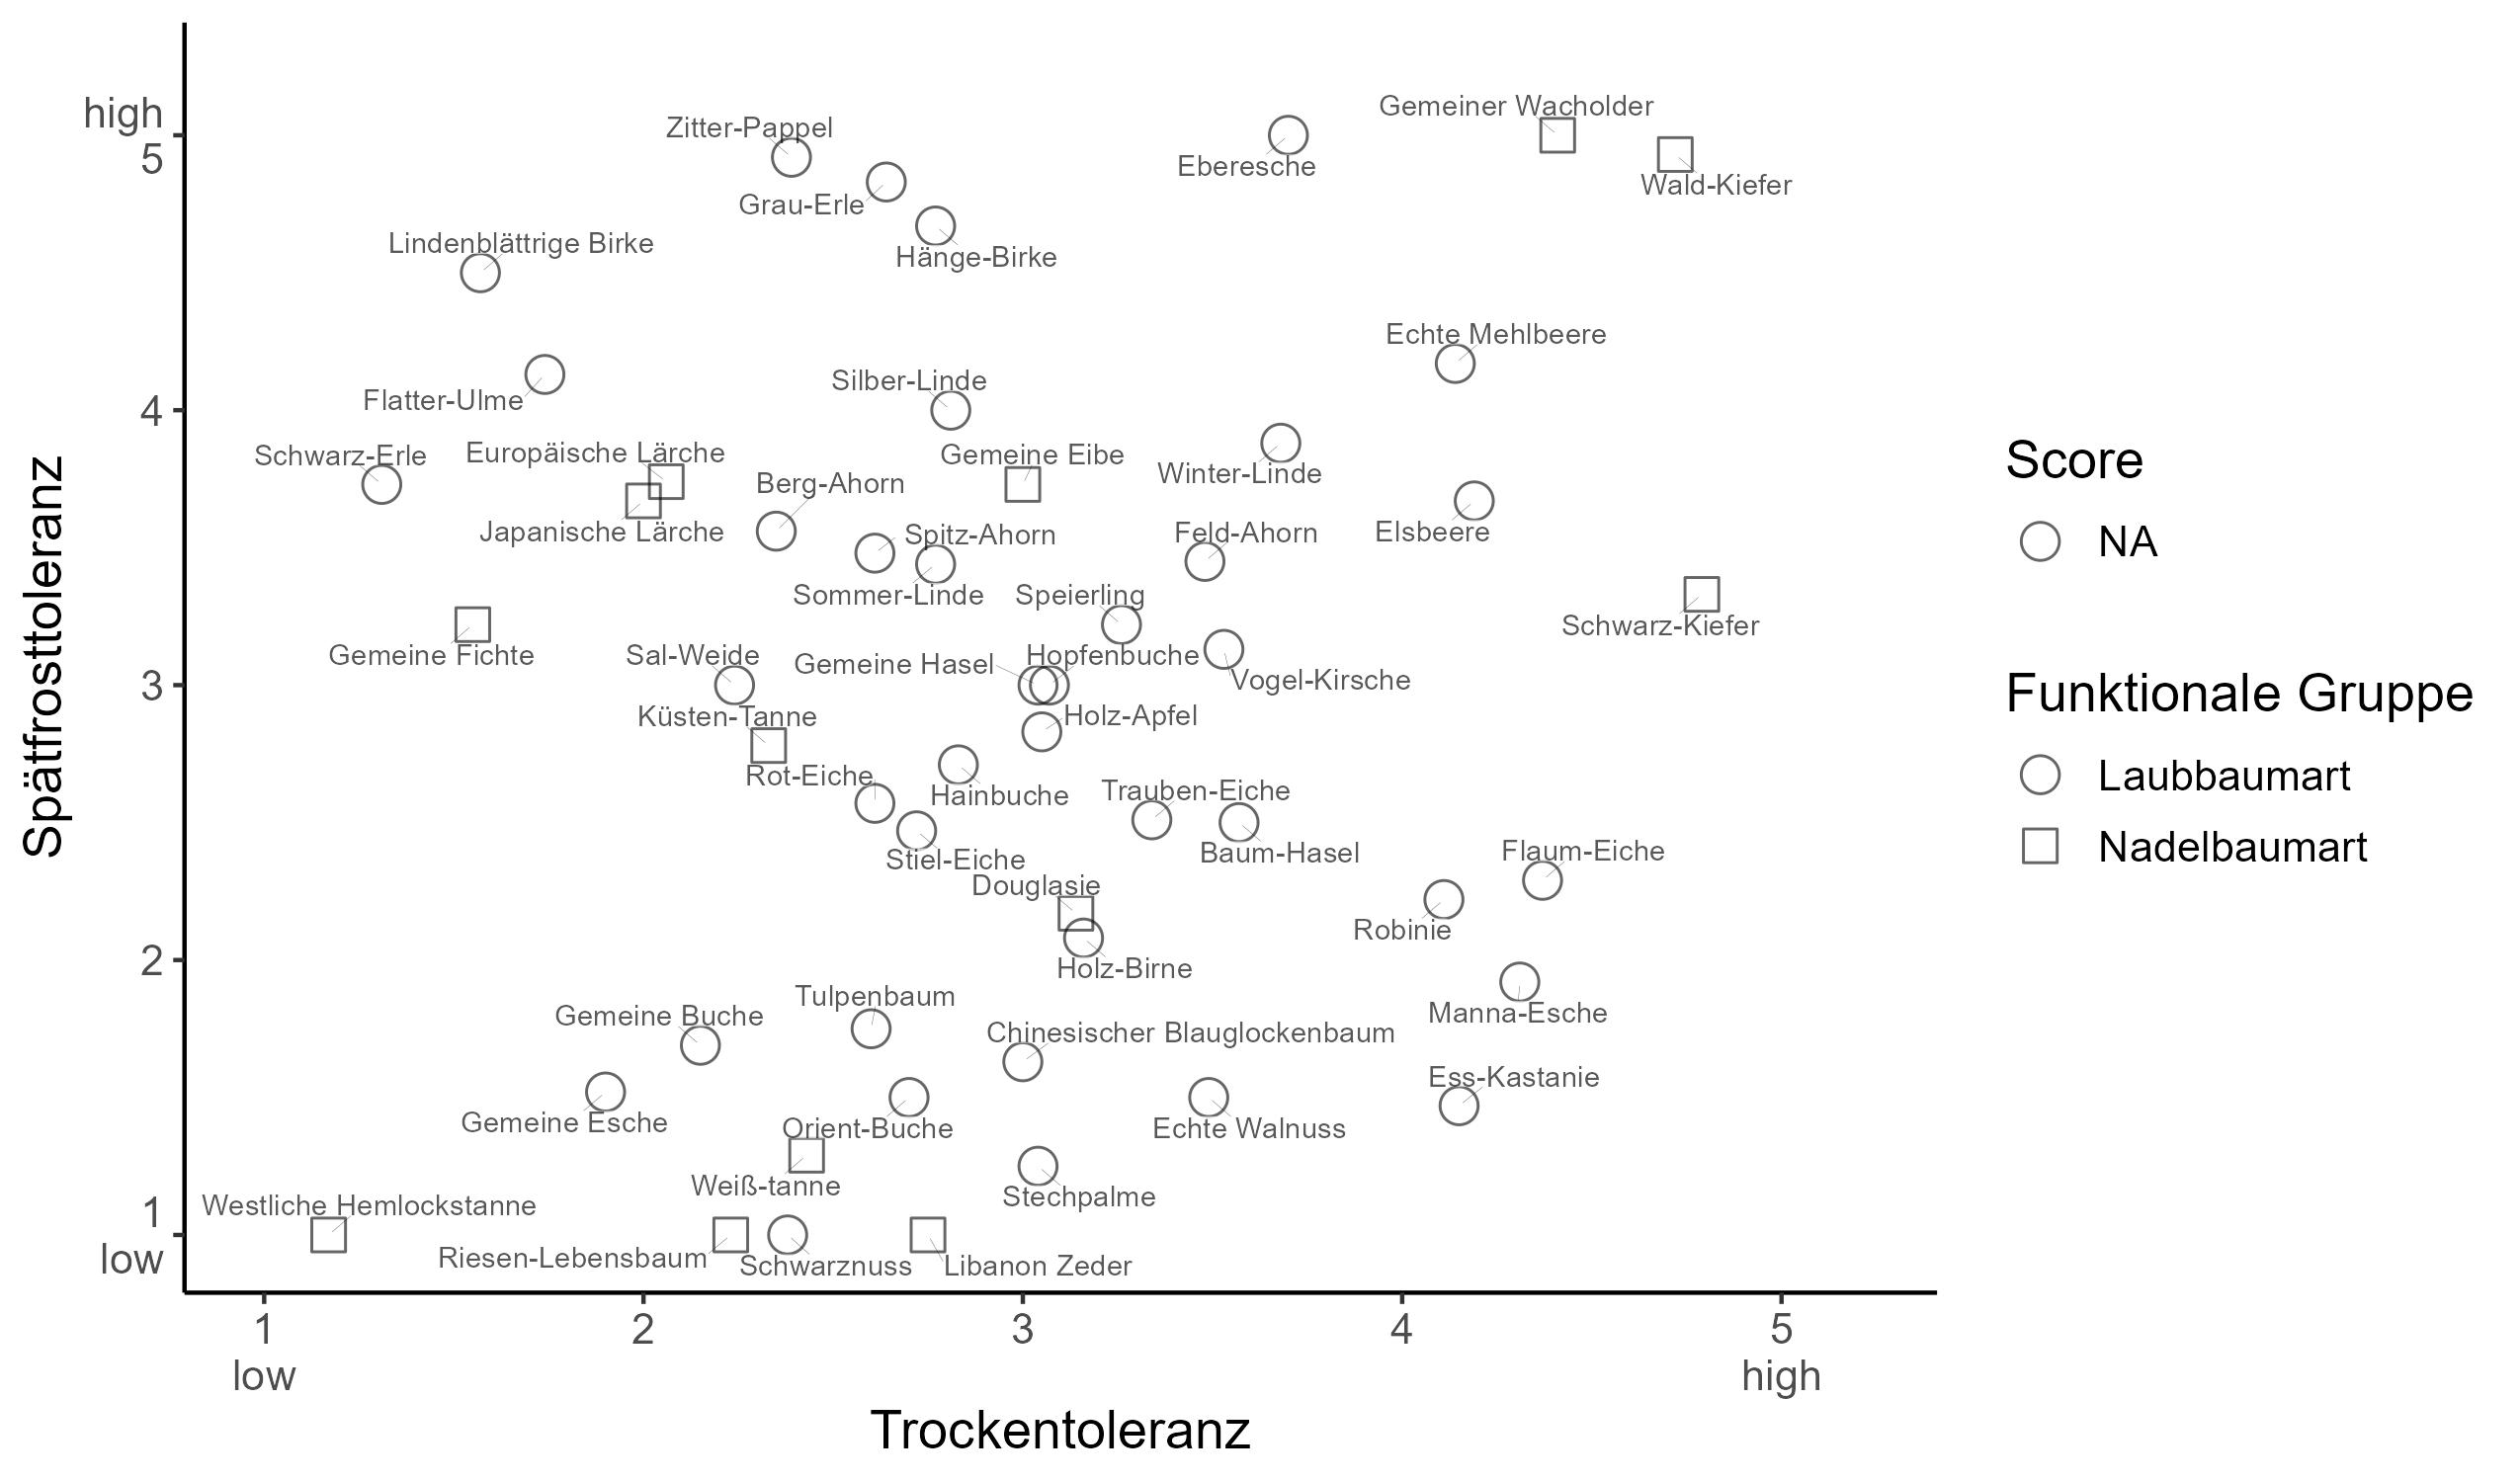 high
5
4
3
2
1
low
Spätfrosttoleranz
Gemeiner Wacholder
Zitter-Pappel
Eberesche
Wald-Kiefer
Grau-Erle
Lindenblättrige Birke
Hänge-Birke
Echte Mehlbeere
Silber-Linde
Flatter-Ulme
Schwarz-Erle
Europäische Lärche
Gemeine Eibe
Winter-Linde
Berg-Ahorn
Japanische Lärche
Spitz-Ahorn
Feld-Ahorn
Elsbeere
Sommer-Linde
Speierling
Schwarz-Kiefer
Gemeine Fichte
Sal-Weide
Gemeine Hasel
Hopfenbuche
Vogel-Kirsche
Küsten-Tanne
Holz-Apfel
Rot-Eiche
Hainbuche
Trauben-Eiche
Stiel-Eiche
Baum-Hasel
Flaum-Eiche
Douglasie
Robinie
Holz-Birne
Tulpenbaum
Gemeine Buche
Manna-Esche
Chinesischer Blauglockenbaum
Ess-Kastanie
Gemeine Esche
Orient-Buche
Echte Walnuss
Weiß-tanne
Stechpalme
Westliche Hemlockstanne
Riesen-Lebensbaum
Schwarznuss
Libanon Zeder
1 2 3 4 5
low high
Trockentoleranz
Score
NA
Funktionale Gruppe
Laubbaumart
Nadelbaumart